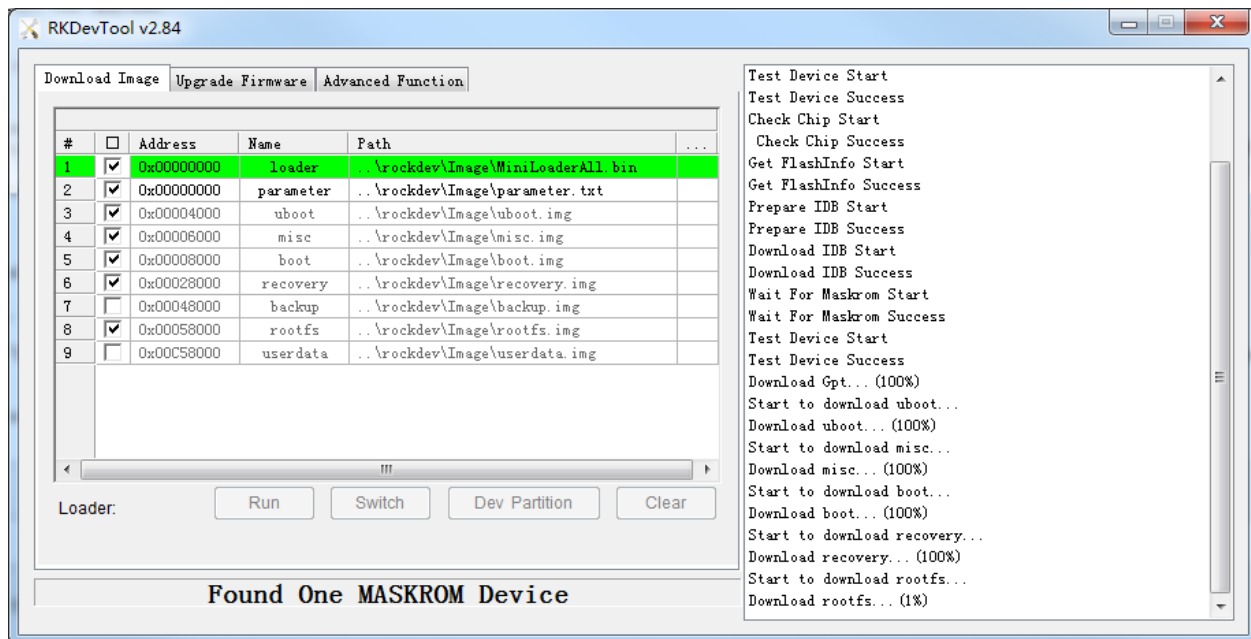 RKDevTool v2.84
Download Image Upgrade Firmware Advanced Function
# Address Name Path ...
1 0x00000000 loader ..\rockdev\Image\MiniLoaderAll.bin
2 0x00000000 parameter ..\rockdev\Image\parameter.txt
3 0x00004000 uboot ..\rockdev\Image\uboot.img
4 0x00006000 misc ..\rockdev\Image\misc.img
5 0x00008000 boot ..\rockdev\Image\boot.img
6 0x00028000 recovery ..\rockdev\Image\recovery.img
7 0x00048000 backup ..\rockdev\Image\backup.img
8 0x00058000 rootfs ..\rockdev\Image\rootfs.img
9 0x00C58000 userdata ..\rockdev\Image\userdata.img
Loader: Run Switch Dev Partition Clear
Found One MASKROM Device
Test Device Start
Test Device Success
Check Chip Start
Check Chip Success
Get FlashInfo Start
Get FlashInfo Success
Prepare IDB Start
Prepare IDB Success
Download IDB Start
Download IDB Success
Wait For Maskrom Start
Wait For Maskrom Success
Test Device Start
Test Device Success
Download Gpt... (100%)
Start to download uboot...
Download uboot... (100%)
Start to download misc...
Download misc... (100%)
Start to download boot...
Download boot... (100%)
Start to download recovery...
Download recovery... (100%)
Start to download rootfs...
Download rootfs... (1%)